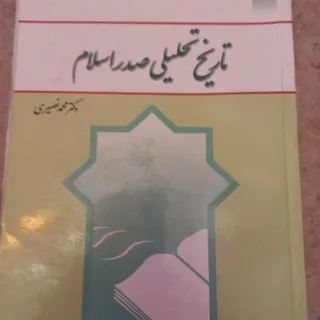 تاریخ تحلیلی صدر اسلام
دکتر محمد نصیری